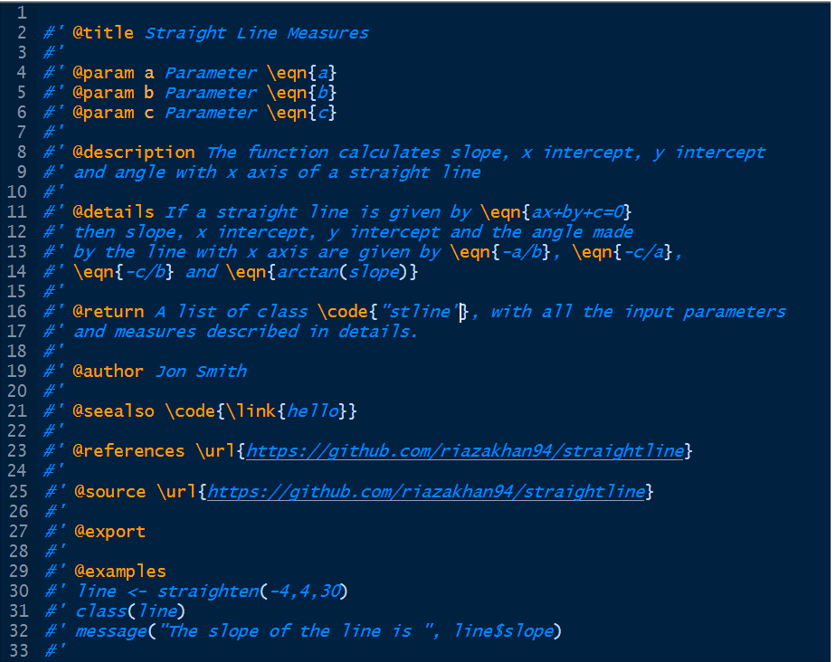 1
2 #' @title Straight Line Measures
3 #'
4 #' @param a Parameter \eqn{a}
5 #' @param b Parameter \eqn{b}
6 #' @param c Parameter \eqn{c}
7 #'
8 #' @description The function calculates slope, x intercept, y intercept
9 #' and angle with x axis of a straight line
10 #'
11 #' @details If a straight line is given by \eqn{ax+by+c=0}
12 #' then slope, x intercept, y intercept and the angle made
13 #' by the line with x axis are given by \eqn{-a/b}, \eqn{-c/a},
14 #' \eqn{-c/b} and \eqn{arctan(slope)}
15 #'
16 #' @return A list of class \code{"stline'}, with all the input parameters
17 #' and measures described in details.
18 #'
19 #' @author Jon Smith
20 #'
21 #' @seealso \code{\link{hello}}
22 #'
23 #' @references \url{https://github.com/riazakhan94/straightline}
24 #'
25 #' @source \url{https://github.com/riazakhan94/straightline}
26 #'
27 #' @export
28 #'
29 #' @examples
30 #' line <- straighten(-4,4,30)
31 #' class(line)
32 #' message("The slope of the line is ", line$slope)
33 #'